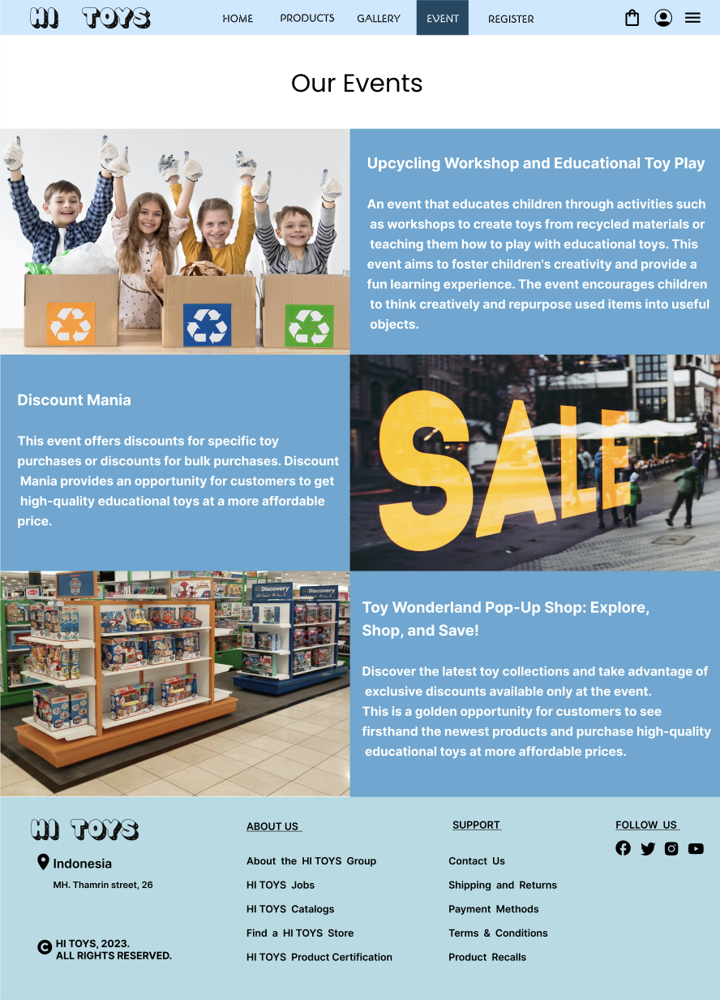 HI TOYS
HOME PRODUCTS GALLERY EVENT REGISTER
Our Events
Upcycling Workshop and Educational Toy Play
An event that educates children through activities such
as workshops to create toys from recycled materials or
teaching them how to play with educational toys. This
event aims to foster children's creativity and provide a
fun learning experience. The event encourages children
to think creatively and repurpose used items into useful
objects.
Discount Mania
This event offers discounts for specific toy
purchases or discounts for bulk purchases. Discount
Mania provides an opportunity for customers to get
high-quality educational toys at a more affordable
price.
SALE
Discovery
Discovery
Toy Wonderland Pop-Up Shop: Explore,
Shop, and Save!
Discover the latest toy collections and take advantage of
exclusive discounts available only at the event.
This is a golden opportunity for customers to see
firsthand the newest products and purchase high-quality
educational toys at more affordable prices.
HI TOYS
Indonesia
MH. Thamrin street, 26
HI TOYS, 2023.
ALL RIGHTS RESERVED.
ABOUT US
About the HI TOYS Group
HI TOYS Jobs
HI TOYS Catalogs
Find a HI TOYS Store
HI TOYS Product Certification
SUPPORT
Contact Us
Shipping and Returns
Payment Methods
Terms & Conditions
Product Recalls
FOLLOW US